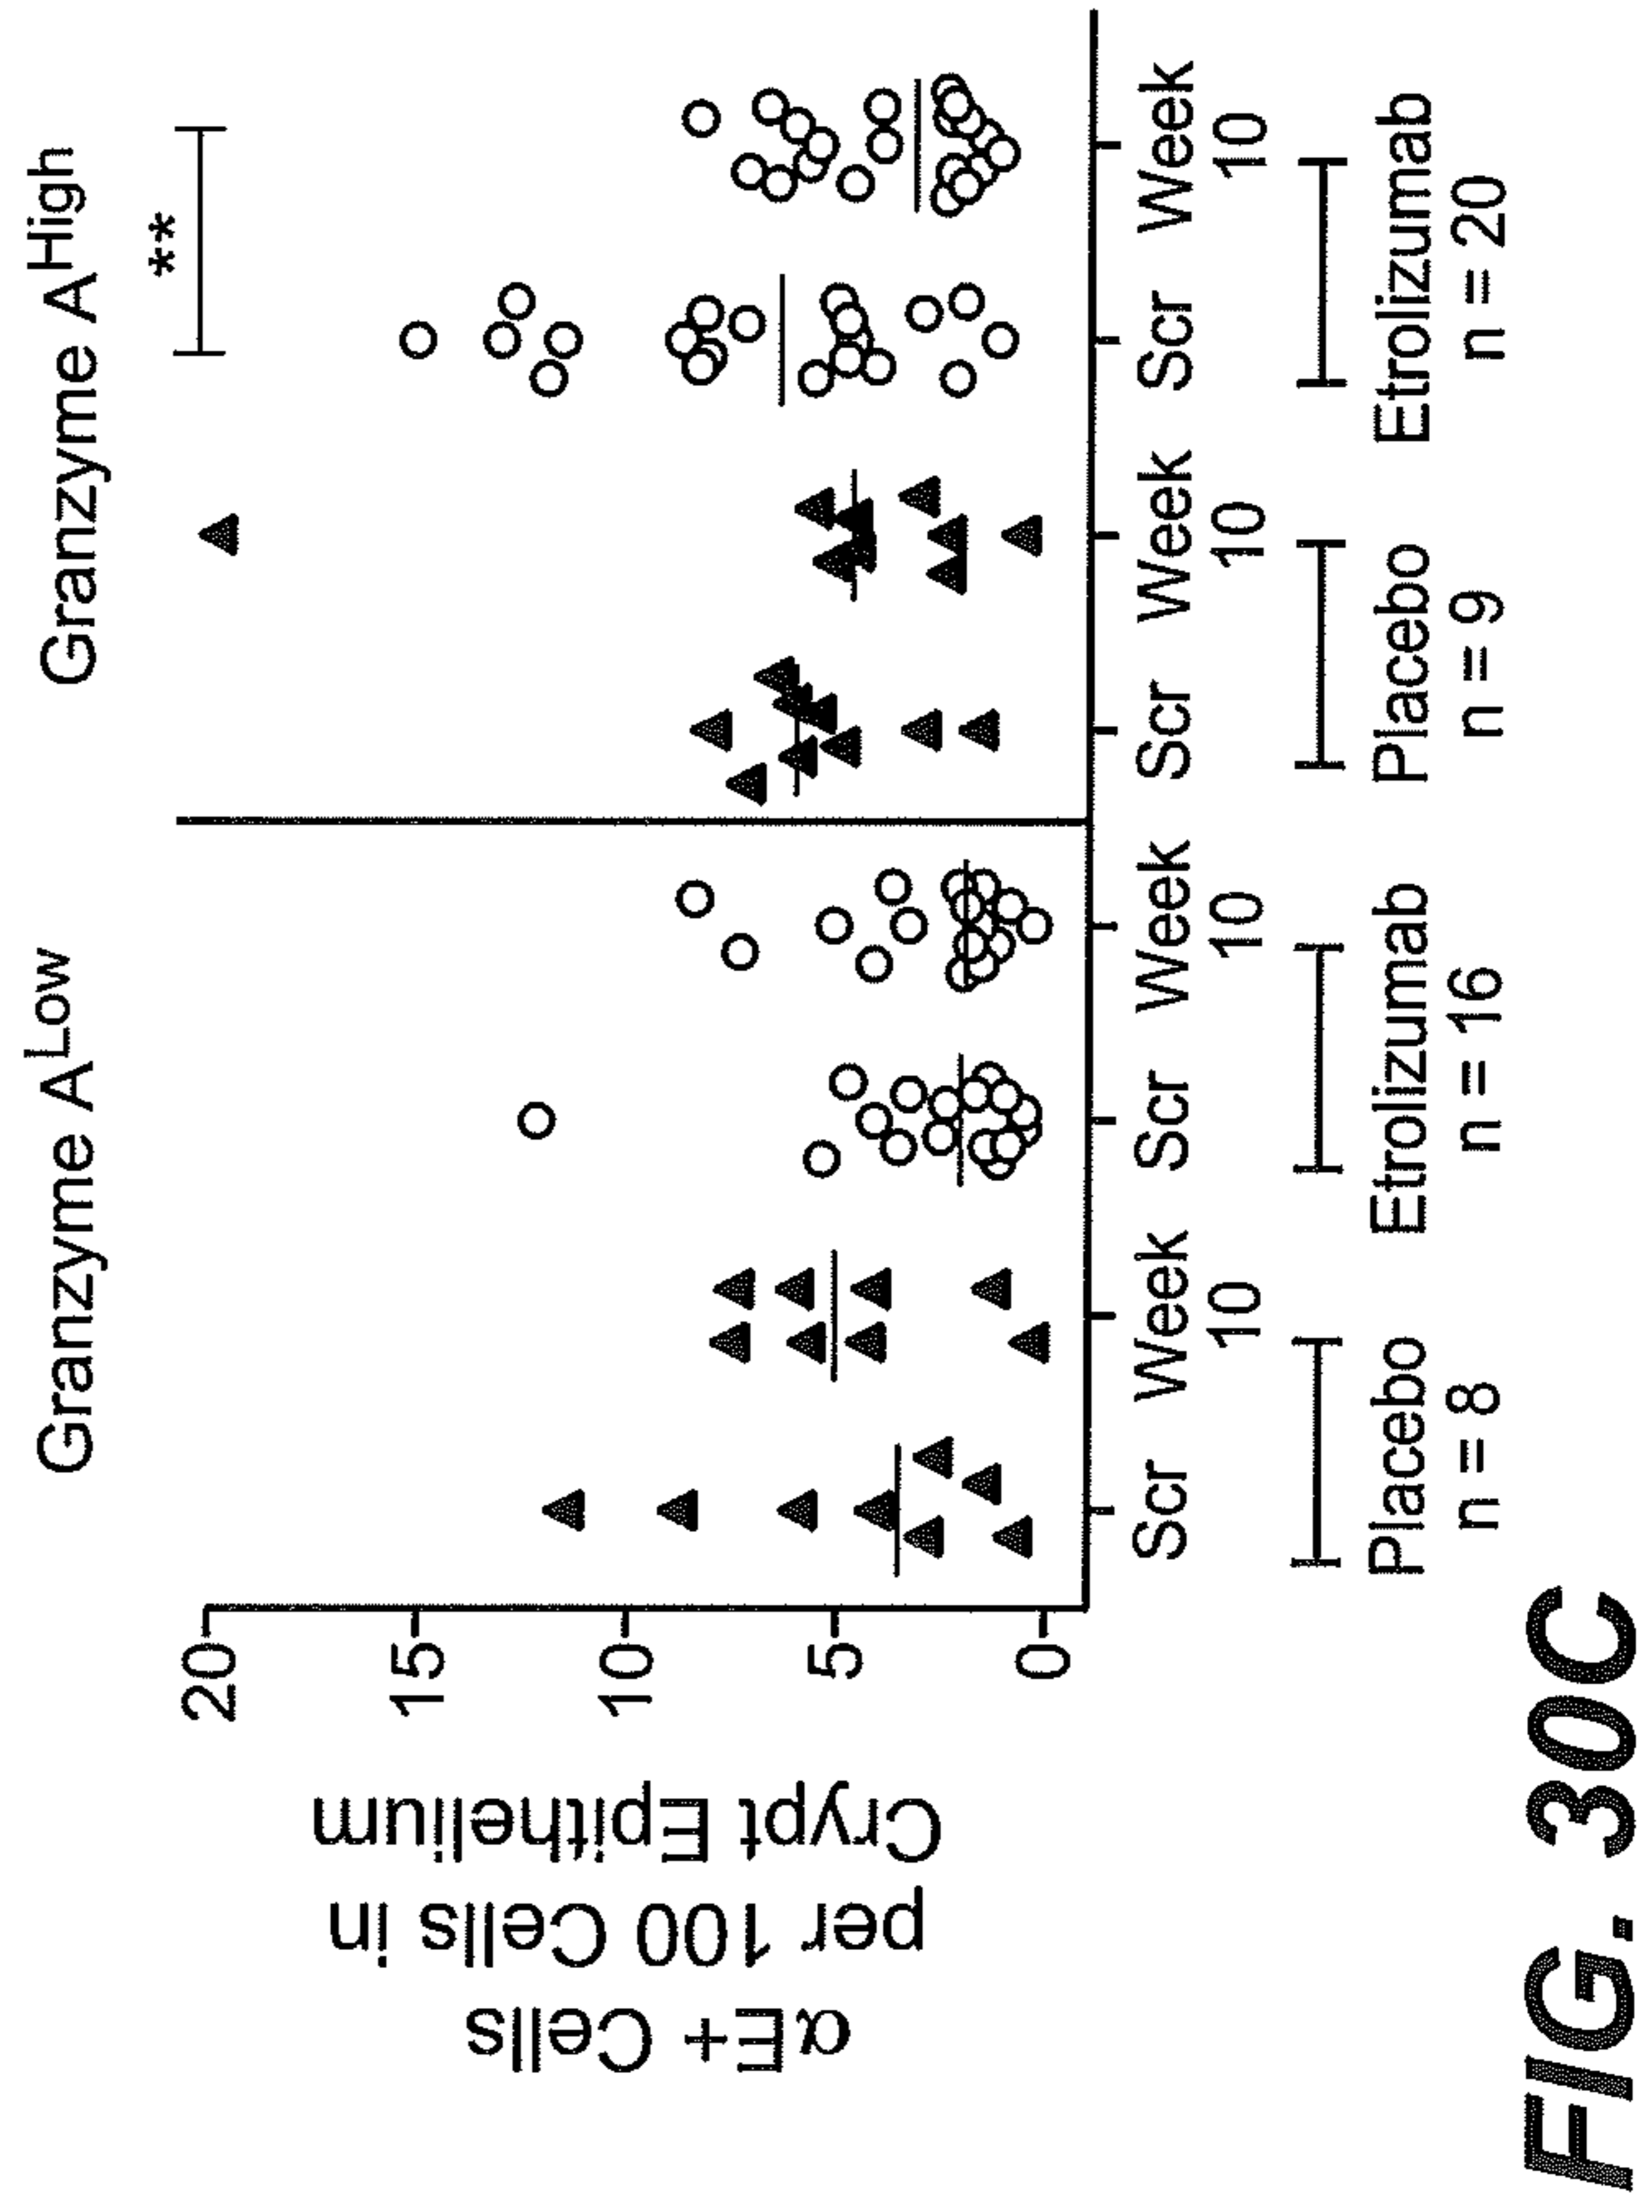 Granzyme A^Low
Granzyme A^High
**
αE+ Cells
per 100 Cells in
Crypt Epithelium
20
15
10
5
0
Scr Week Scr Week Scr Week Scr Week
10 10 10 10
Placebo Etrolizumab Placebo Etrolizumab
n = 8 n = 16 n = 9 n = 20
FIG. 30C